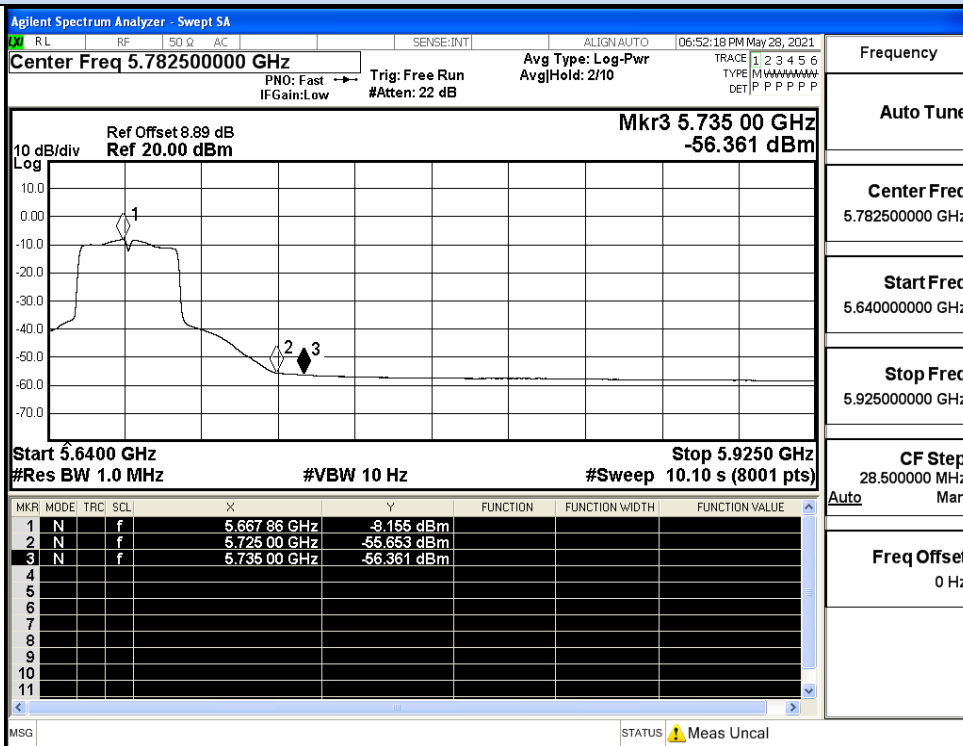 Agilent Spectrum Analyzer - Swept SA
LXI RL RF 50 Ω AC SENSE:INT ALIGN AUTO 06:52:18 PM May 28, 2021
Center Freq 5.782500000 GHz
PNO: Fast
IFGain:Low
Trig: Free Run
#Atten: 22 dB
Avg Type: Log-Pwr
Avg|Hold: 2/10
TRACE 1 2 3 4 5 6
TYPE M W W W W W
DET P P P P P P
Ref Offset 8.89 dB
Ref 20.00 dBm
10 dB/div
Log
Mkr3 5.735 00 GHz
-56.361 dBm
10.0
0.00
-10.0
-20.0
-30.0
-40.0
-50.0
-60.0
-70.0
1
2
3
Start 5.6400 GHz
Stop 5.9250 GHz
#Res BW 1.0 MHz #VBW 10 Hz #Sweep 10.10 s (8001 pts)
MKR MODE TRC SCL X Y FUNCTION FUNCTION WIDTH FUNCTION VALUE
1 N f 5.667 86 GHz -8.155 dBm
2 N f 5.725 00 GHz -55.653 dBm
3 N f 5.735 00 GHz -56.361 dBm
4
5
6
7
8
9
10
11
MSG
STATUS Meas Uncal
Frequency
Auto Tune
Center Freq
5.782500000 GHz
Start Freq
5.640000000 GHz
Stop Freq
5.925000000 GHz
CF Step
28.500000 MHz
Auto Man
Freq Offset
0 Hz